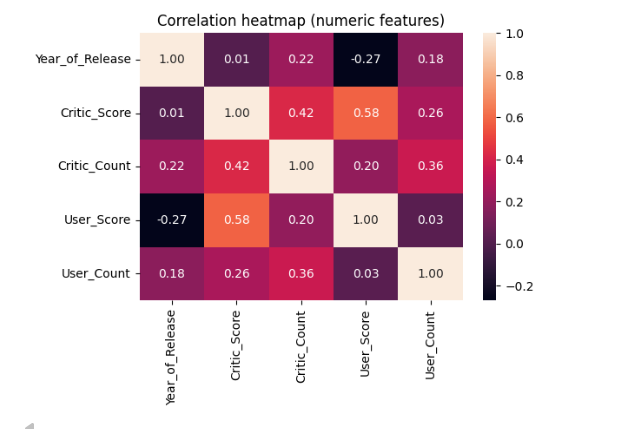 Correlation heatmap (numeric features)
Year_of_Release 1.00 0.01 0.22 -0.27 0.18
Critic_Score 0.01 1.00 0.42 0.58 0.26
Critic_Count 0.22 0.42 1.00 0.20 0.36
User_Score -0.27 0.58 0.20 1.00 0.03
User_Count 0.18 0.26 0.36 0.03 1.00
Year_of_Release Critic_Score Critic_Count User_Score User_Count
1.0
0.8
0.6
0.4
0.2
0.0
−0.2